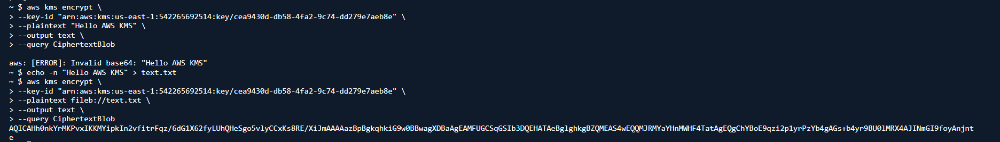 ~ $ aws kms encrypt \
> --key-id "arn:aws:kms:us-east-1:542265692514:key/cea9430d-db58-4fa2-9c74-dd279e7aeb8e" \
> --plaintext "Hello AWS KMS" \
> --output text \
> --query CiphertextBlob
aws: [ERROR]: Invalid base64: "Hello AWS KMS"
~ $ echo -n "Hello AWS KMS" > text.txt
~ $ aws kms encrypt \
> --key-id "arn:aws:kms:us-east-1:542265692514:key/cea9430d-db58-4fa2-9c74-dd279e7aeb8e" \
> --plaintext fileb://text.txt \
> --output text \
> --query CiphertextBlob
AQICAHh0nkYrMKPvxIKKMYipkIn2vfitrFqz/6dG1X62fyLUhQHeSgo5vlyCCxKs8RE/XiJmAAAAazBpBgkqhkiG9w0BBwagXDBaAgEAMFUGCSqGSIb3DQEHATAeBglghkgBZQMEAS4wEQQMJRMYaYHnMWHF4TatAgEQgChYBoE9qzi2p1yrPzYb4gAGs+b4yr9BU0lMRX4AJINmGI9foyAnjnt
e